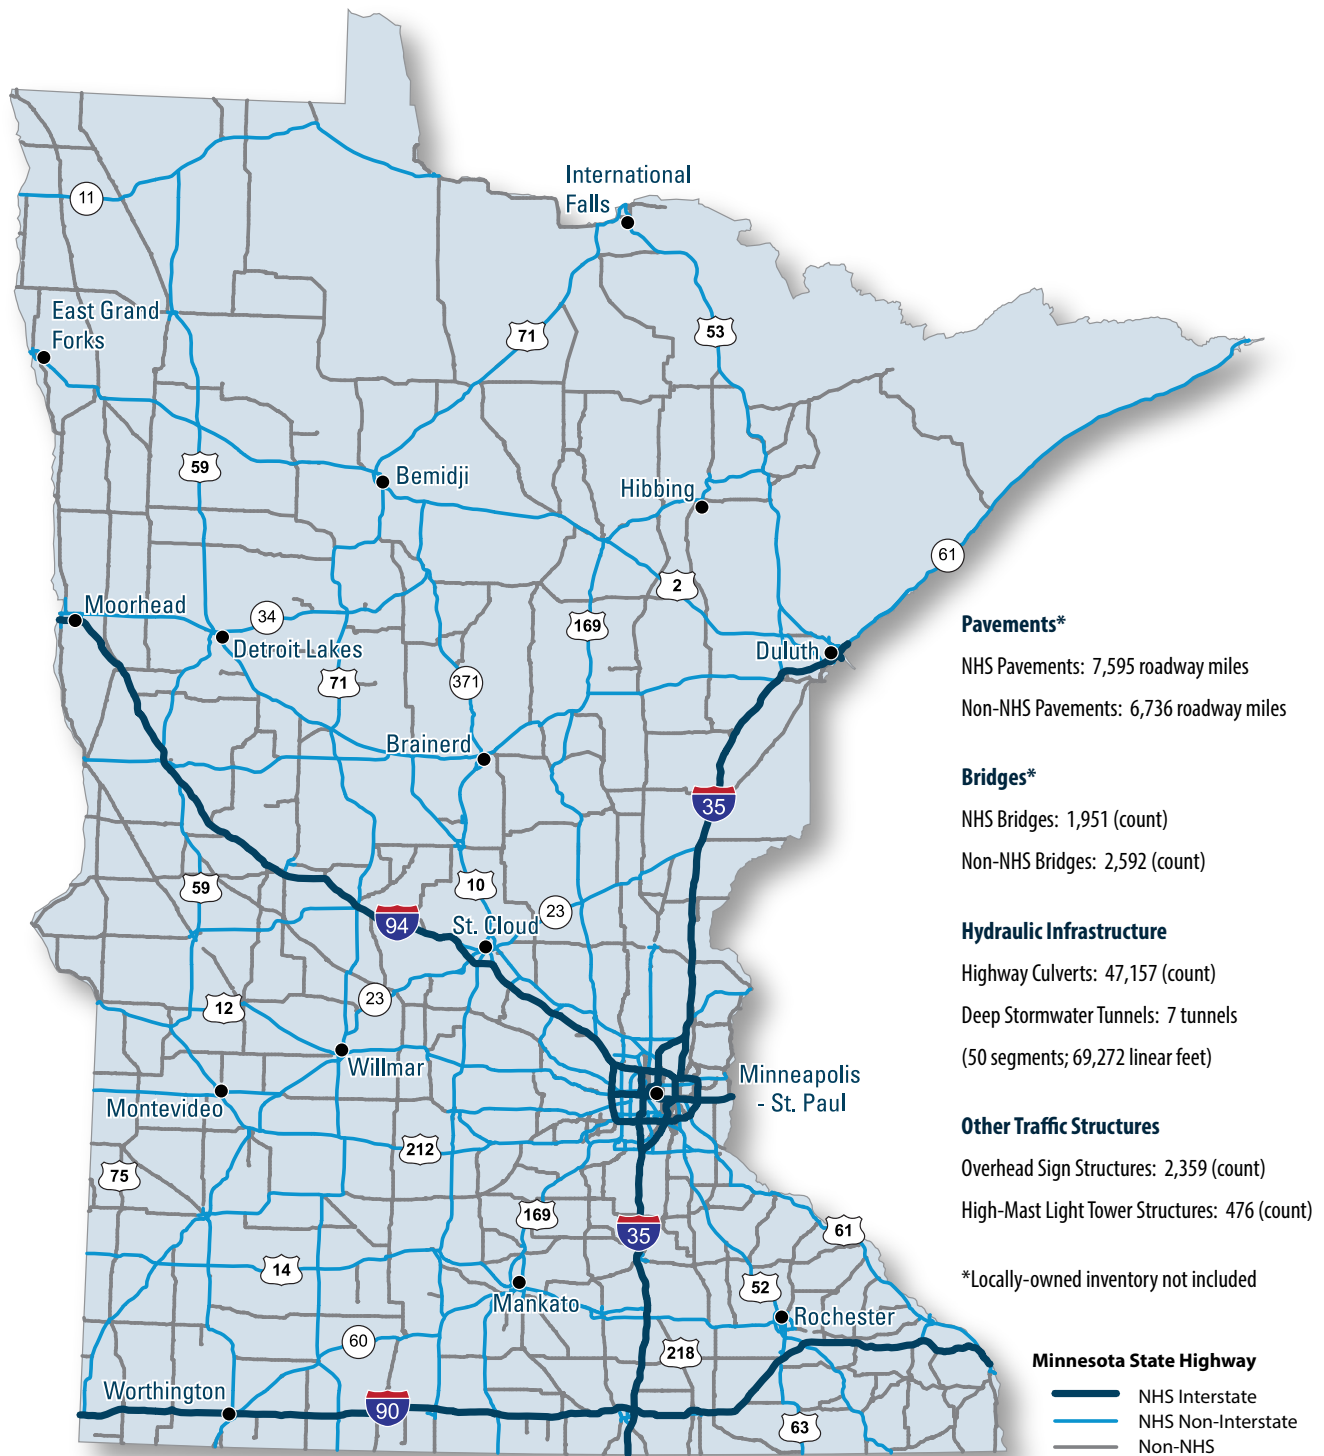 International
Falls
11
East Grand
Forks
71
53
59
Bemidji
Hibbing
61
2
Moorhead
34
169
Detroit Lakes
Duluth
71
371
Brainerd
35
59
10
94
St. Cloud
23
23
12
Willmar
Montevideo
Minneapolis
- St. Paul
212
75
169
35
61
14
52
Mankato
Rochester
60
218
Worthington
90
63
Pavements*
NHS Pavements: 7,595 roadway miles
Non-NHS Pavements: 6,736 roadway miles
Bridges*
NHS Bridges: 1,951 (count)
Non-NHS Bridges: 2,592 (count)
Hydraulic Infrastructure
Highway Culverts: 47,157 (count)
Deep Stormwater Tunnels: 7 tunnels
(50 segments; 69,272 linear feet)
Other Traffic Structures
Overhead Sign Structures: 2,359 (count)
High-Mast Light Tower Structures: 476 (count)
*Locally-owned inventory not included
Minnesota State Highway
NHS Interstate
NHS Non-Interstate
Non-NHS